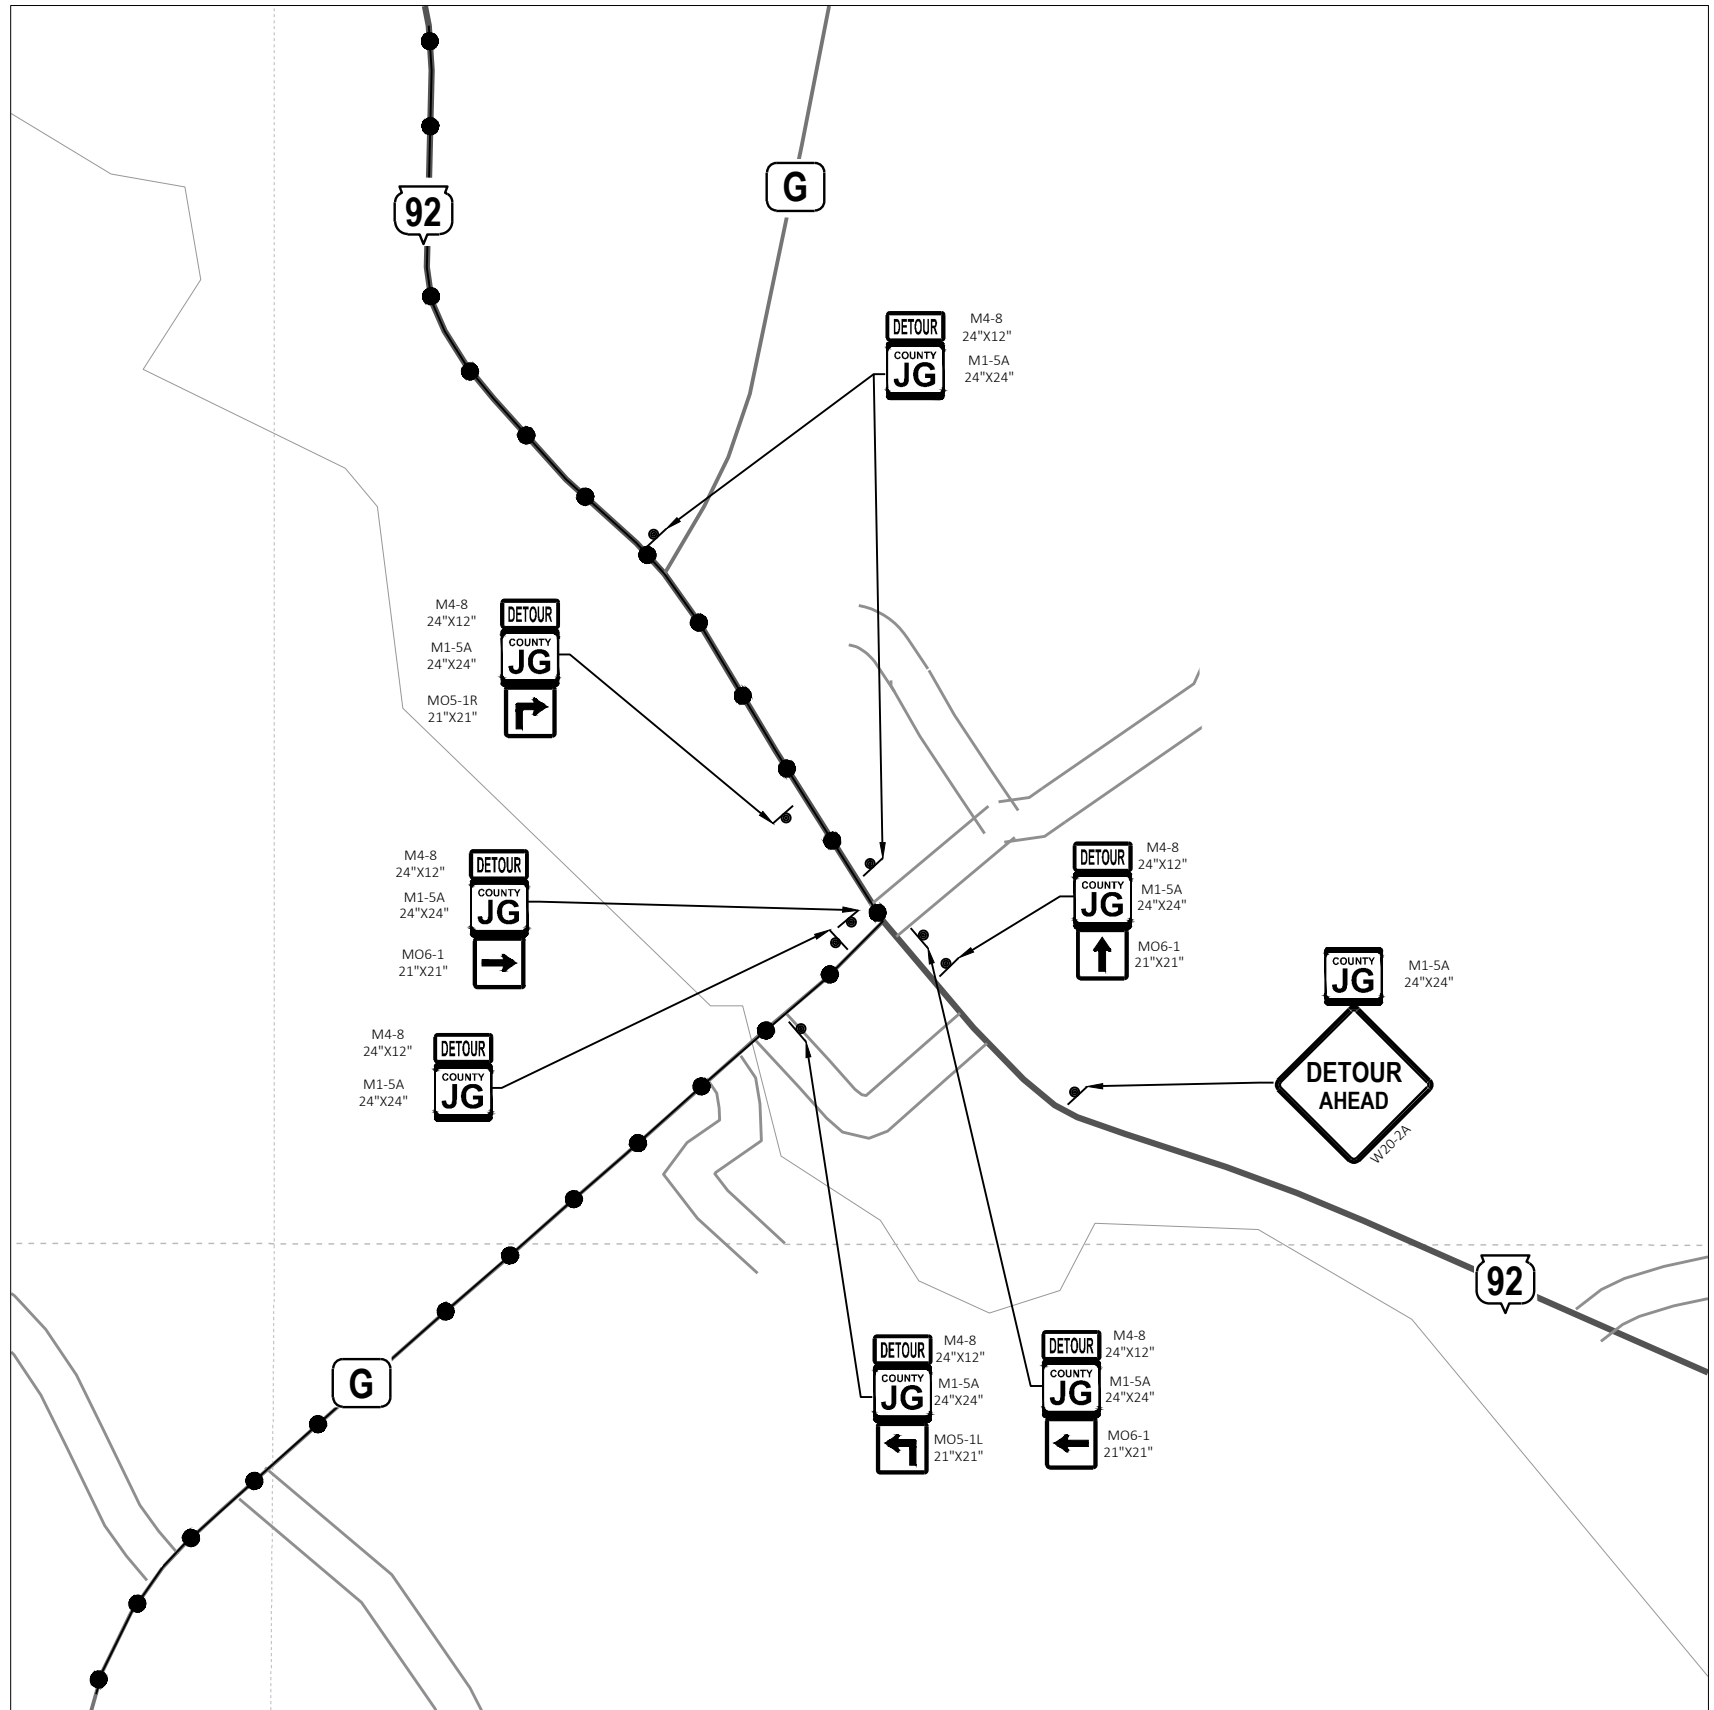 92
G
DETOUR
M4-8
24"X12"
COUNTY
JG
M1-5A
24"X24"
M4-8
24"X12"
DETOUR
M1-5A
24"X24"
COUNTY
JG
MO5-1R
21"X21"
M4-8
24"X12"
DETOUR
M1-5A
24"X24"
COUNTY
JG
MO6-1
21"X21"
DETOUR
M4-8
24"X12"
COUNTY
JG
M1-5A
24"X24"
MO6-1
21"X21"
COUNTY
JG
M1-5A
24"X24"
DETOUR
AHEAD
W20-2A
M4-8
24"X12"
DETOUR
M1-5A
24"X24"
COUNTY
JG
92
G
DETOUR
M4-8
24"X12"
COUNTY
JG
M1-5A
24"X24"
MO5-1L
21"X21"
DETOUR
M4-8
24"X12"
COUNTY
JG
M1-5A
24"X24"
MO6-1
21"X21"